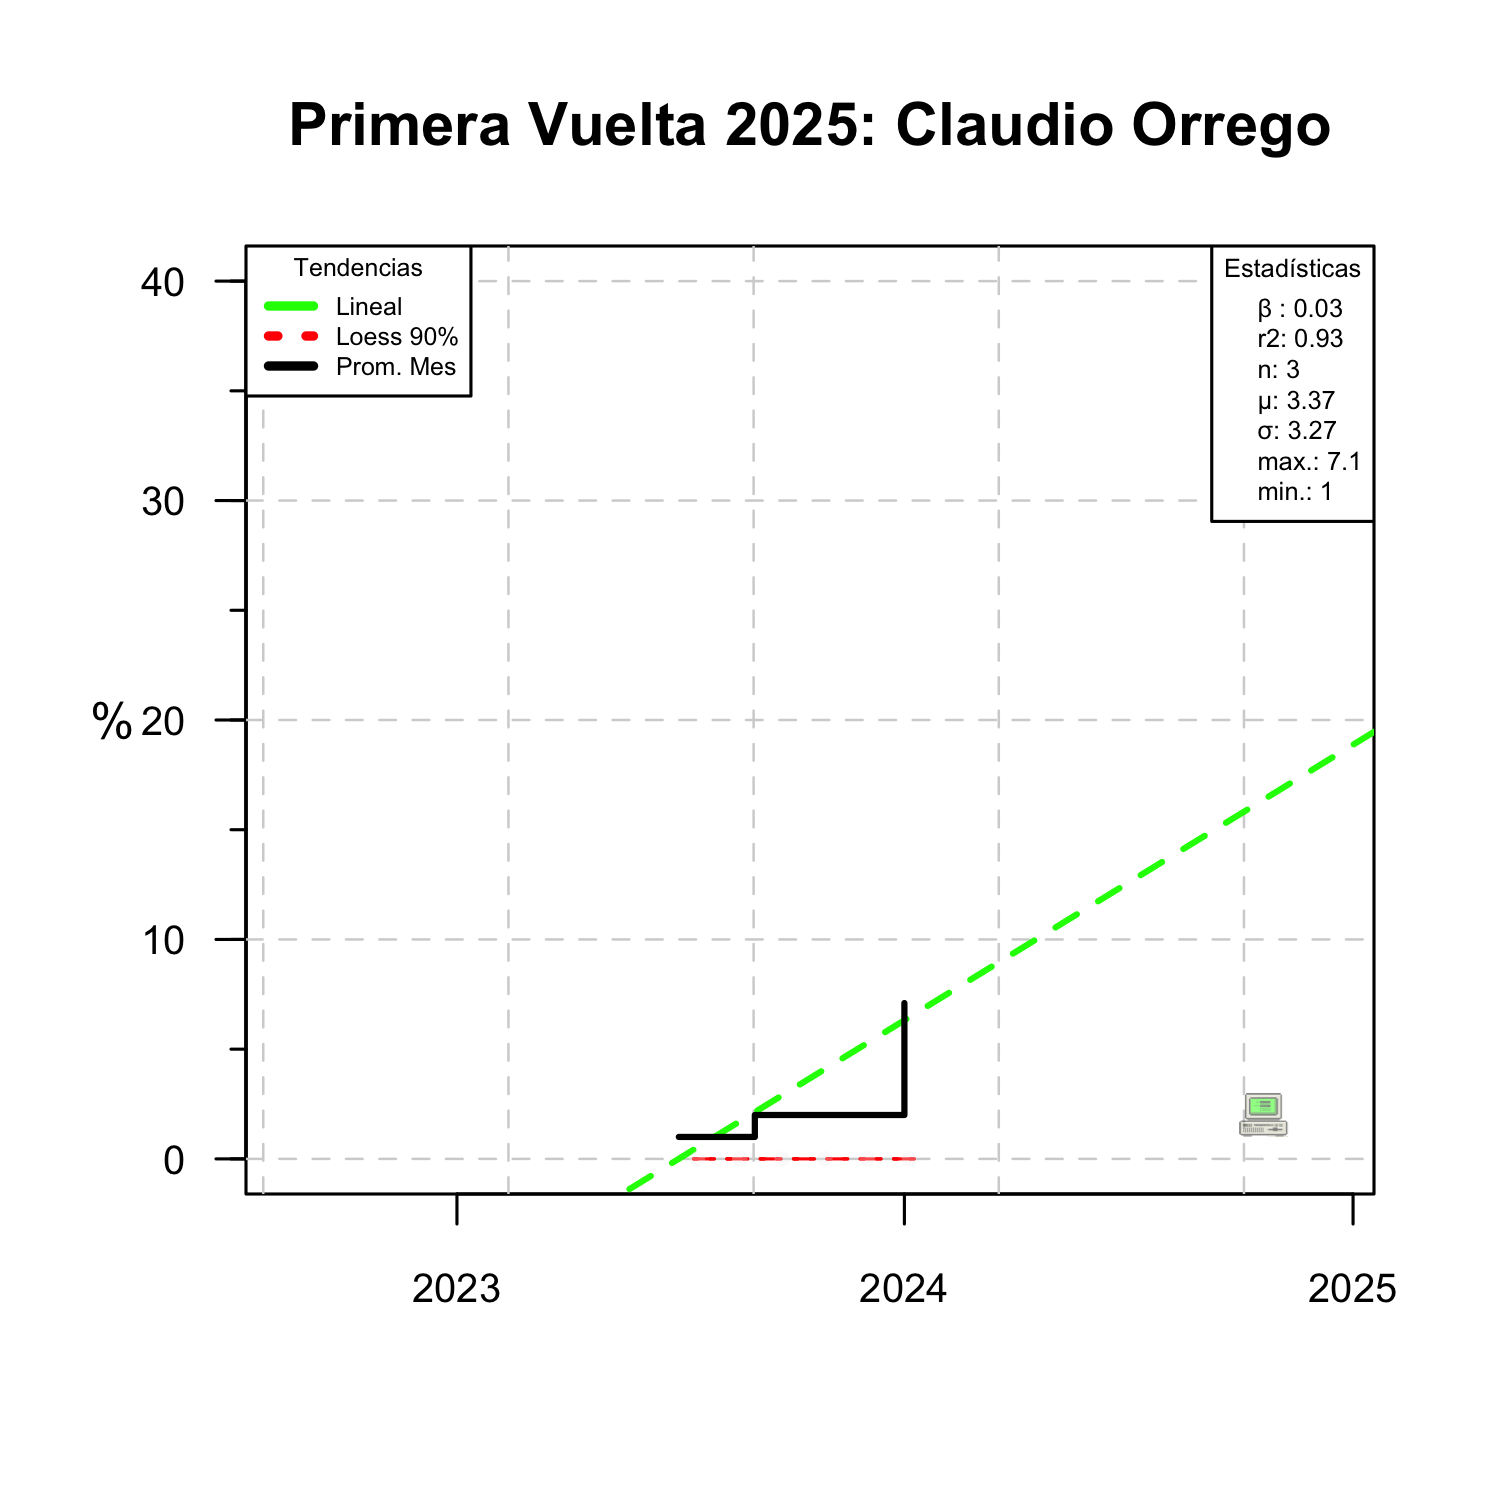 Primera Vuelta 2025: Claudio Orrego
Tendencias
Lineal
Loess 90%
Prom. Mes
Estadísticas
β : 0.03
r2: 0.93
n: 3
μ: 3.37
σ: 3.27
max.: 7.1
min.: 1
40
30
% 20
10
0
2023 2024 2025